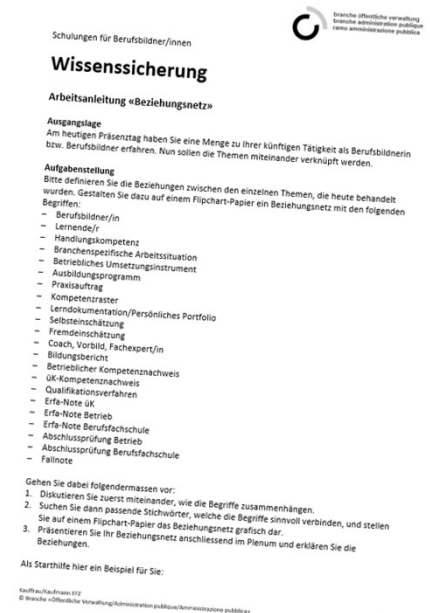 branche öffentliche verwaltung
branche administration publique
ramo amministrazione pubblica
Schulungen für Berufsbildner/innen
Wissenssicherung
Arbeitsanleitung «Beziehungsnetz»
Ausgangslage
Am heutigen Präsenztag haben Sie eine Menge zu Ihrer künftigen Tätigkeit als Berufsbildnerin
bzw. Berufsbildner erfahren. Nun sollen die Themen miteinander verknüpft werden.
Aufgabenstellung
Bitte definieren Sie die Beziehungen zwischen den einzelnen Themen, die heute behandelt
wurden. Gestalten Sie dazu auf einem Flipchart-Papier ein Beziehungsnetz mit den folgenden
Begriffen:
– Berufsbildner/in
– Lernende/r
– Handlungskompetenz
– Branchenspezifische Arbeitssituation
– Betriebliches Umsetzungsinstrument
– Ausbildungsprogramm
– Praxisauftrag
– Kompetenzraster
– Lerndokumentation/Persönliches Portfolio
– Selbsteinschätzung
– Fremdeinschätzung
– Coach, Vorbild, Fachexpert/in
– Bildungsbericht
– Betrieblicher Kompetenznachweis
– üK-Kompetenznachweis
– Qualifikationsverfahren
– Erfa-Note üK
– Erfa-Note Betrieb
– Erfa-Note Berufsfachschule
– Abschlussprüfung Betrieb
– Abschlussprüfung Berufsfachschule
– Fallnote
Gehen Sie dabei folgendermassen vor:
1. Diskutieren Sie zuerst miteinander, wie die Begriffe zusammenhängen.
2. Suchen Sie dann passende Stichwörter, welche die Begriffe sinnvoll verbinden, und stellen
Sie auf einem Flipchart-Papier das Beziehungsnetz grafisch dar.
3. Präsentieren Sie Ihr Beziehungsnetz anschliessend im Plenum und erklären Sie die
Beziehungen.
Als Starthilfe hier ein Beispiel für Sie:
Kauffrau/Kaufmann EFZ
© Branche «Öffentliche Verwaltung/Administration publique/Amministrazione pubblica»